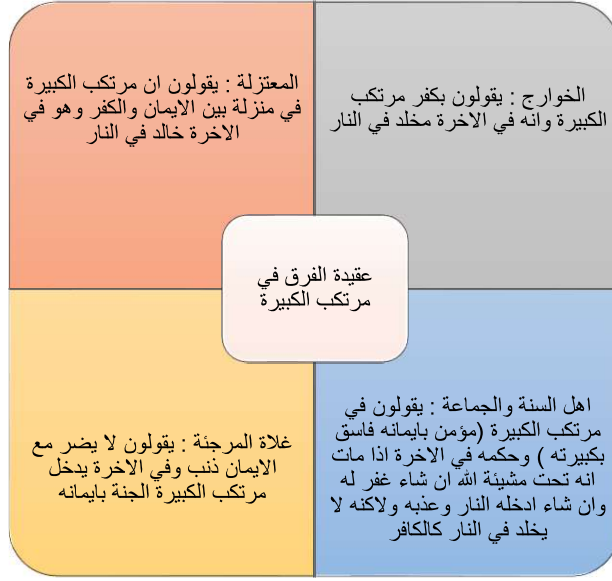 الخوارج : يقولون بكفر مرتكب
الكبيرة وانه في الاخرة مخلد في النار
المعتزلة : يقولون ان مرتكب الكبيرة
في منزلة بين الايمان والكفر وهو في
الاخرة خالد في النار
عقيدة الفرق في
مرتكب الكبيرة
اهل السنة والجماعة : يقولون في
مرتكب الكبيرة (مؤمن بايمانه فاسق
بكبيرته ) وحكمه في الاخرة اذا مات
انه تحت مشيئة الله ان شاء غفر له
وان شاء ادخله النار وعذبه ولاكنه لا
يخلد في النار كالكافر
غلاة المرجئة : يقولون لا يضر مع
الايمان ذنب وفي الاخرة يدخل
مرتكب الكبيرة الجنة بايمانه